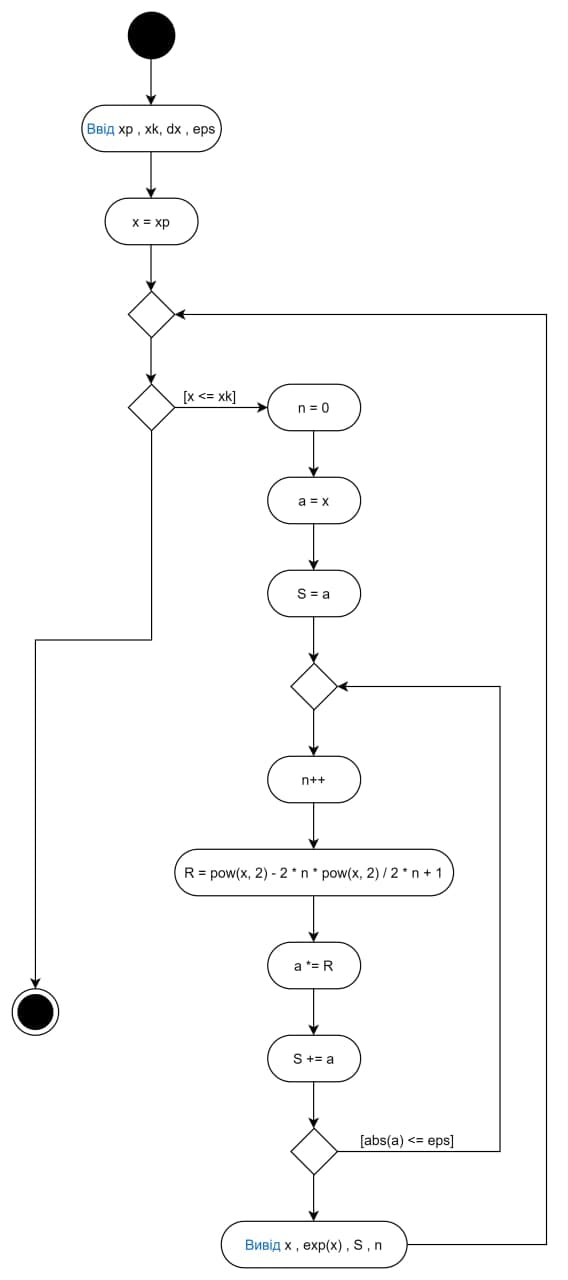 Ввід xp , xk, dx , eps
x = xp
[x <= xk]
n = 0
a = x
S = a
n++
R = pow(x, 2) - 2 * n * pow(x, 2) / 2 * n + 1
a *= R
S += a
[abs(a) <= eps]
Вивід x , exp(x) , S , n